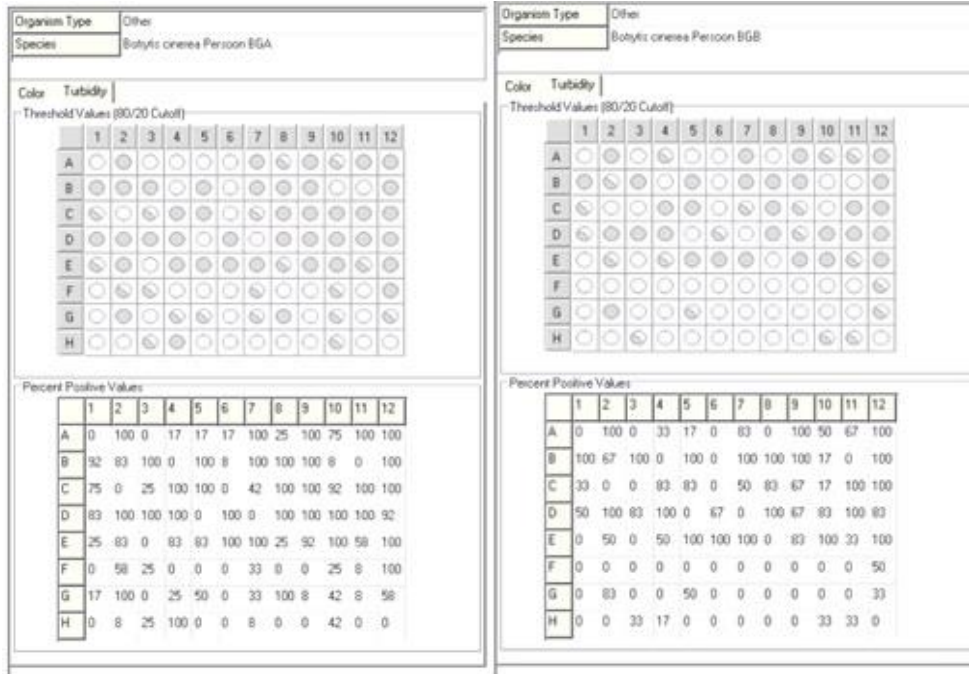 Organism Type Other
Species Botytis cinerea Persoon BGA
Color Turbidity
Threshold Values (80/20 Cutoff)
1 2 3 4 5 6 7 8 9 10 11 12
A
B
C
D
E
F
G
H
Percent Positive Values
1 2 3 4 5 6 7 8 9 10 11 12
A 0 100 0 17 17 17 100 25 100 75 100 100
B 92 83 100 0 100 8 100 100 100 8 0 100
C 75 0 25 100 100 0 42 100 100 92 100 100
D 83 100 100 100 0 100 0 100 100 100 100 92
E 25 83 0 83 83 100 100 25 92 100 58 100
F 0 58 25 0 0 0 33 0 0 25 8 100
G 17 100 0 25 50 0 33 100 8 42 8 58
H 0 8 25 100 0 0 8 0 0 42 0 0
Organism Type Other
Species Botytis cinerea Persoon BGB
Color Turbidity
Threshold Values (80/20 Cutoff)
1 2 3 4 5 6 7 8 9 10 11 12
A
B
C
D
E
F
G
H
Percent Positive Values
1 2 3 4 5 6 7 8 9 10 11 12
A 0 100 0 33 17 0 83 0 100 50 67 100
B 100 67 100 0 100 0 100 100 100 17 0 100
C 33 0 0 83 83 0 50 83 67 17 100 100
D 50 100 83 100 0 67 0 100 67 83 100 83
E 0 50 0 50 100 100 100 0 83 100 33 100
F 0 0 0 0 0 0 0 0 0 0 0 50
G 0 83 0 0 50 0 0 0 0 0 0 33
H 0 0 33 17 0 0 0 0 0 33 33 0